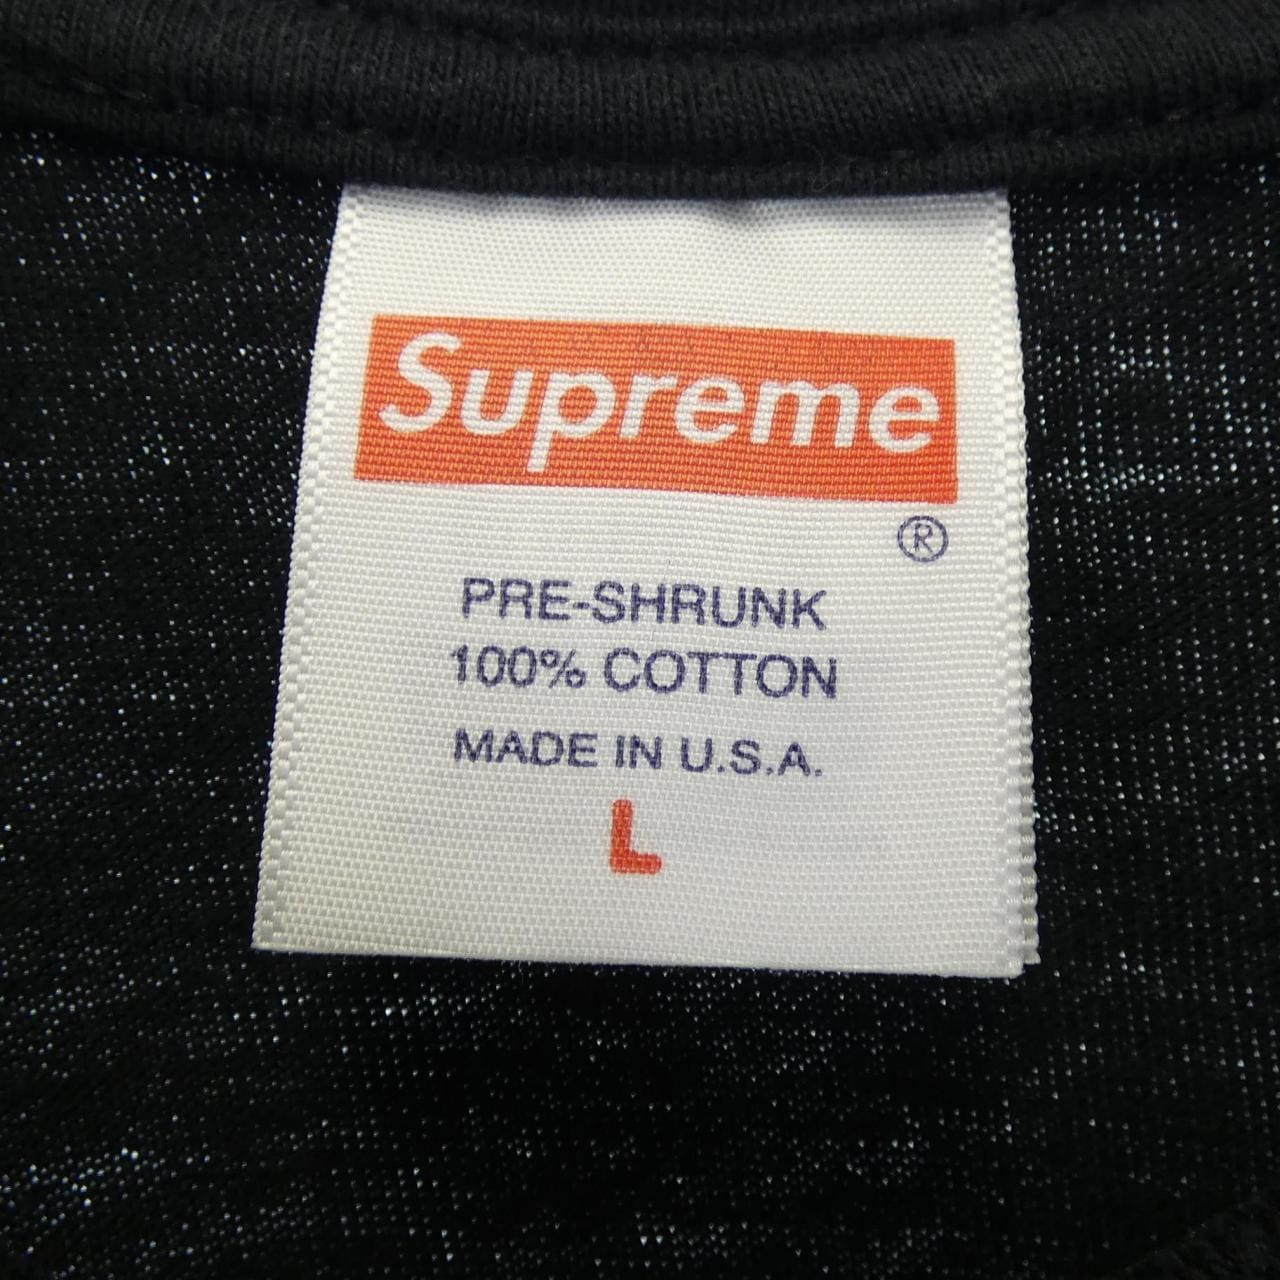 Supreme
®
PRE-SHRUNK
100% COTTON
MADE IN U.S.A.
L